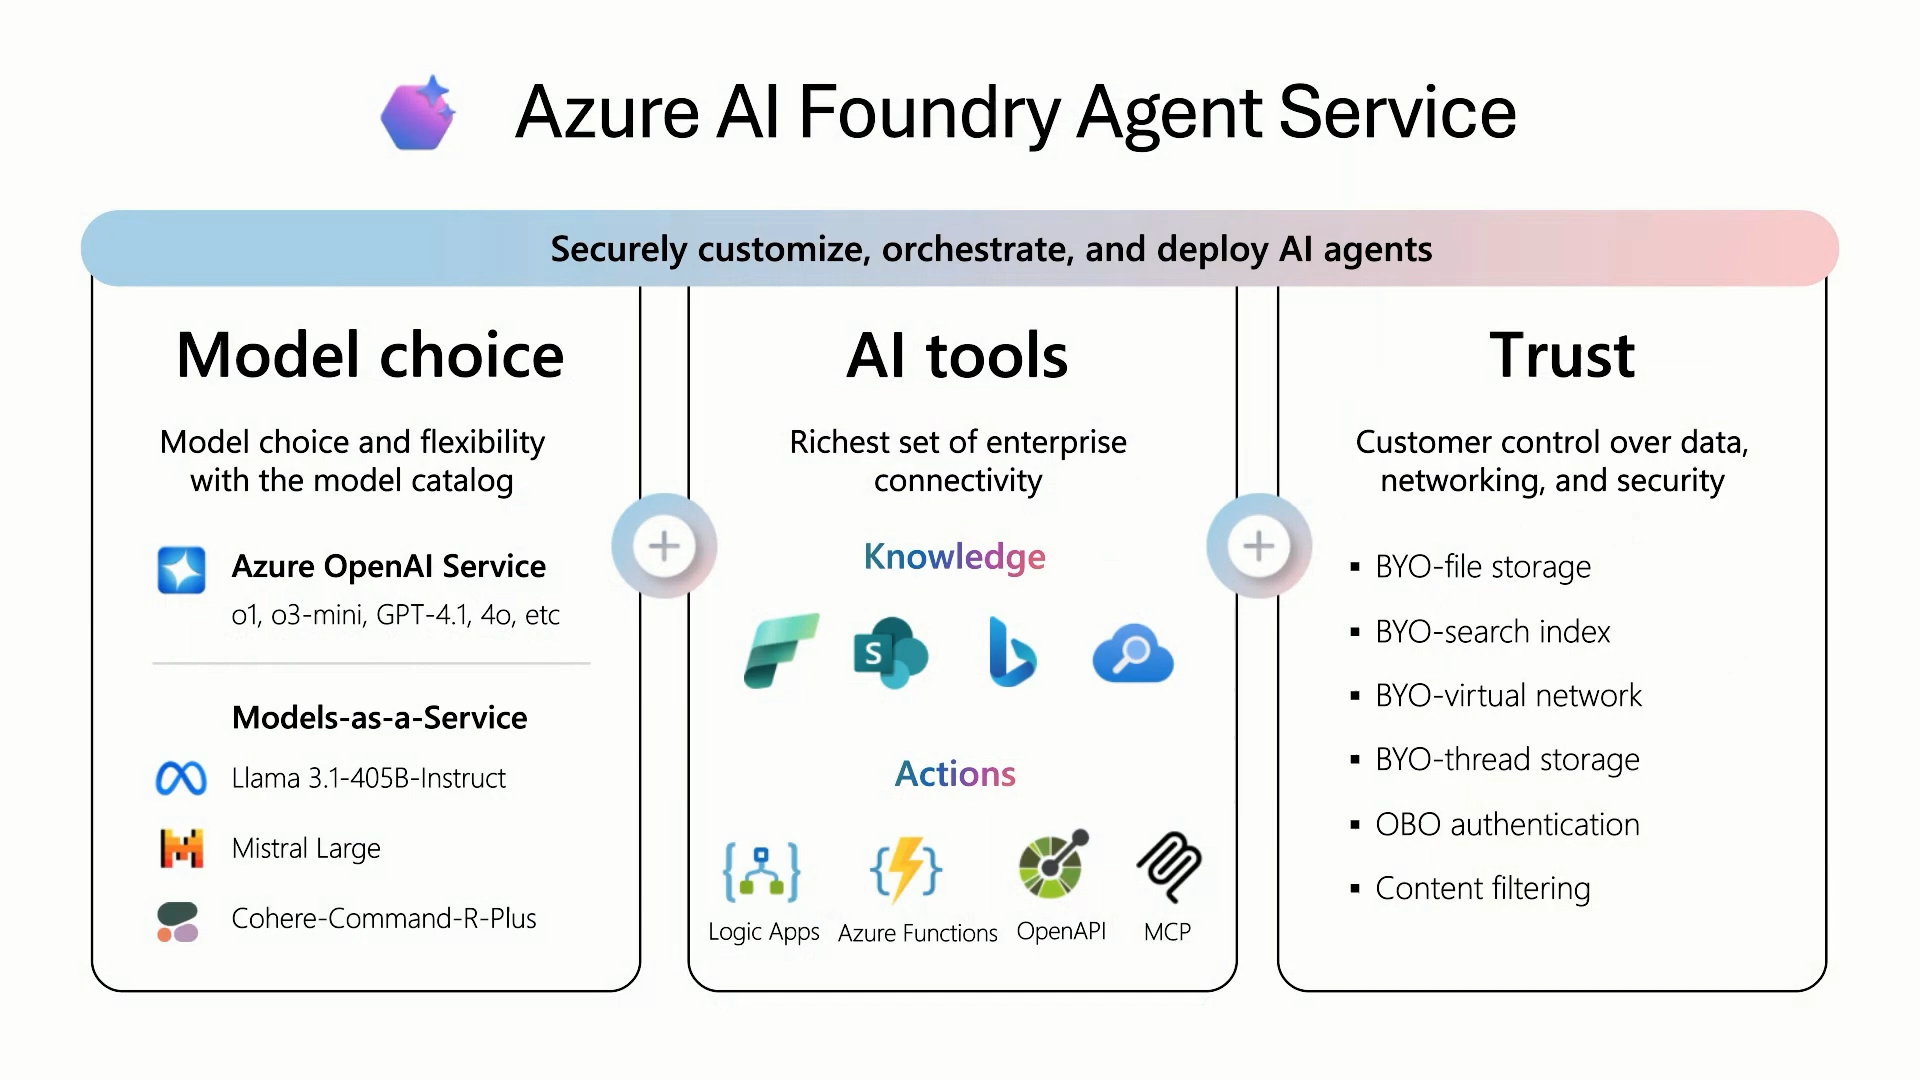 Azure AI Foundry Agent Service
Securely customize, orchestrate, and deploy AI agents
Model choice
Model choice and flexibility
with the model catalog
Azure OpenAI Service
o1, o3-mini, GPT-4.1, 4o, etc
Models-as-a-Service
Llama 3.1-405B-Instruct
Mistral Large
Cohere-Command-R-Plus
AI tools
Richest set of enterprise
connectivity
Knowledge
S
Actions
Logic Apps
Azure Functions
OpenAPI
MCP
Trust
Customer control over data,
networking, and security
▪ BYO-file storage
▪ BYO-search index
▪ BYO-virtual network
▪ BYO-thread storage
▪ OBO authentication
▪ Content filtering